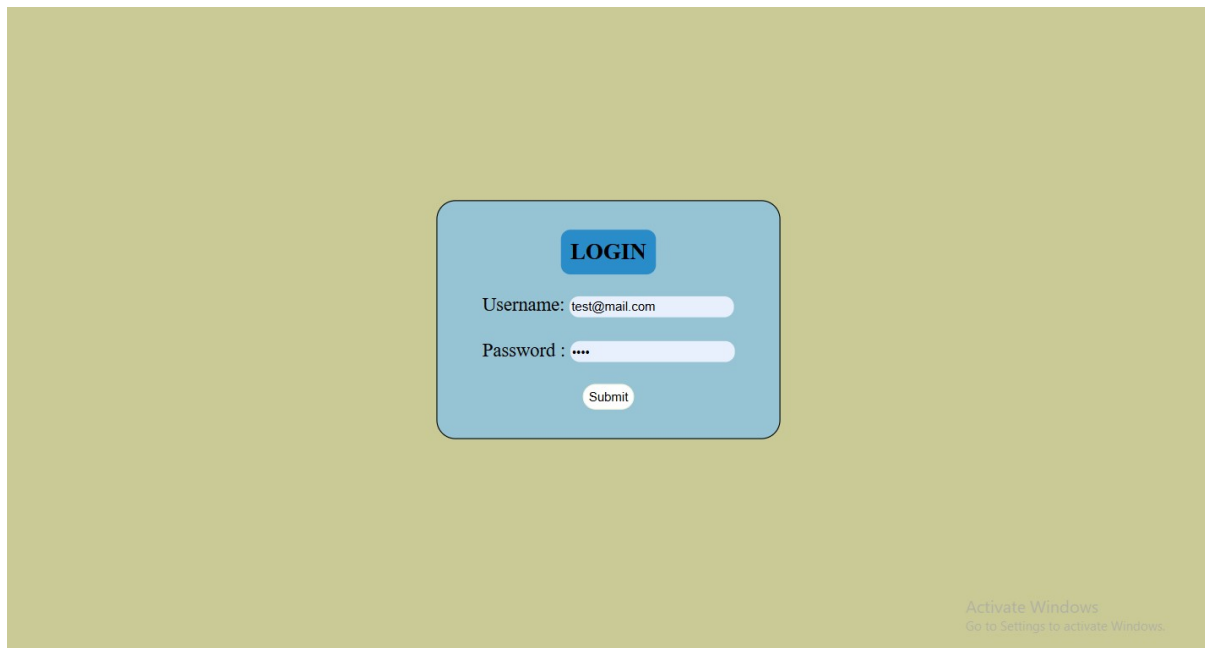 LOGIN
Username: test@mail.com
Password : ••••
Submit
Activate Windows
Go to Settings to activate Windows.